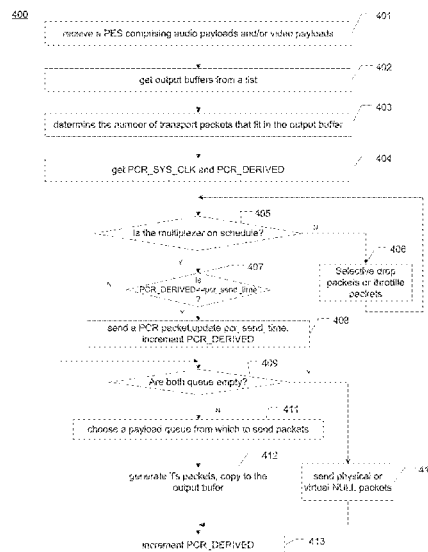 400
401
receive a PES comprising audio payloads and/or video payloads
402
get output buffers from a list
403
determine the number of transport packets that fit in the output buffer
404
get PCR_SYS_CLK and PCR_DERIVED
405
Is the multiplexer on schedule?
N
406
Y
407
Selective drop
packets or throttle
packets
Is
PCR_DERIVED>=pcr_send_time
?
N
Y
408
send a PCR packet,update pcr_send_time,
increment PCR_DERIVED
409
Are both queue empty?
Y
N
411
choose a payload queue from which to send packets
412
generate Ts packets, copy to the
output buffer
send physical or
virtual NULL packets
41
increment PCR_DERIVED
413